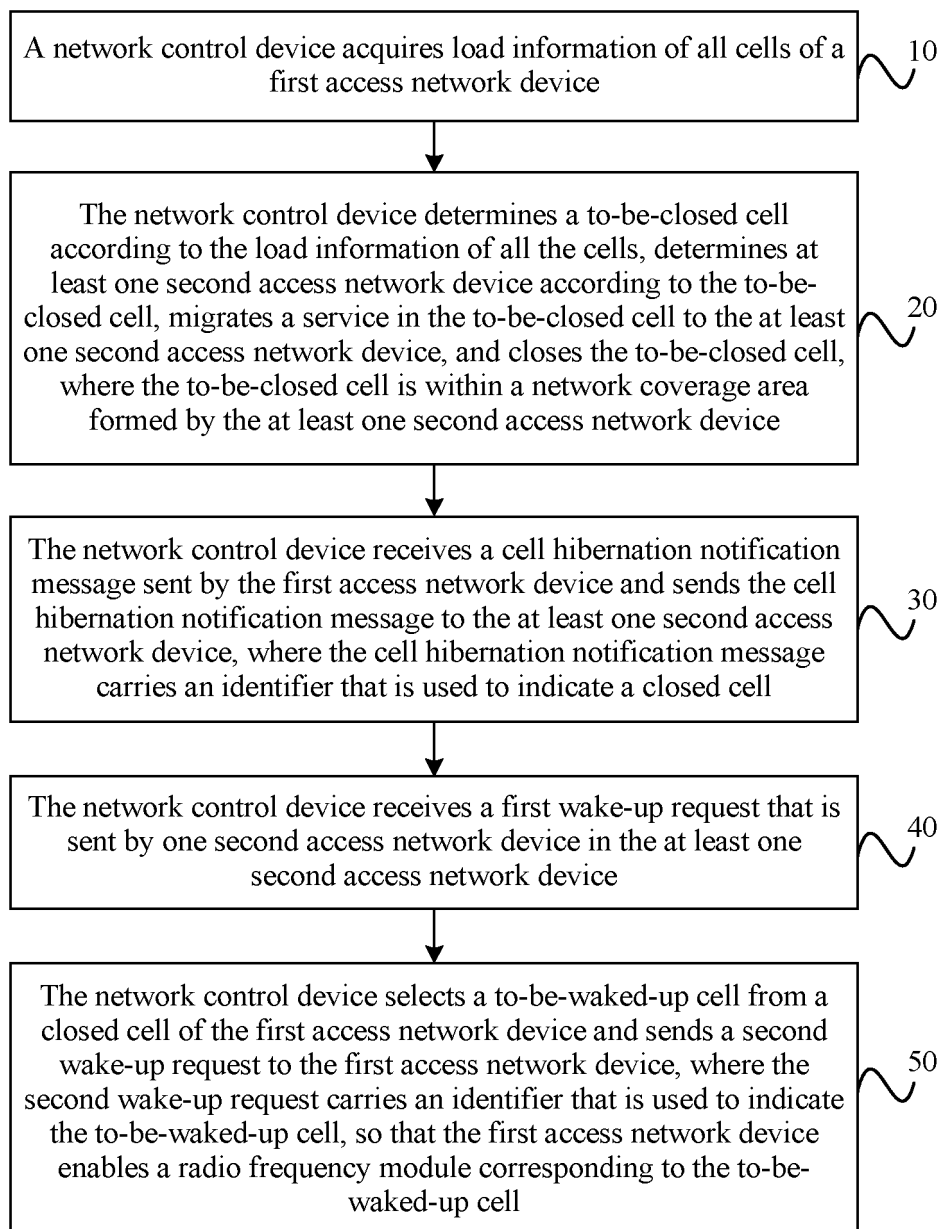 A network control device acquires load information of all cells of a
first access network device
10
The network control device determines a to-be-closed cell
according to the load information of all the cells, determines at
least one second access network device according to the to-be-
closed cell, migrates a service in the to-be-closed cell to the at least
one second access network device, and closes the to-be-closed cell,
where the to-be-closed cell is within a network coverage area
formed by the at least one second access network device
20
The network control device receives a cell hibernation notification
message sent by the first access network device and sends the cell
hibernation notification message to the at least one second access
network device, where the cell hibernation notification message
carries an identifier that is used to indicate a closed cell
30
The network control device receives a first wake-up request that is
sent by one second access network device in the at least one
second access network device
40
The network control device selects a to-be-waked-up cell from a
closed cell of the first access network device and sends a second
wake-up request to the first access network device, where the
second wake-up request carries an identifier that is used to indicate
the to-be-waked-up cell, so that the first access network device
enables a radio frequency module corresponding to the to-be-
waked-up cell
50